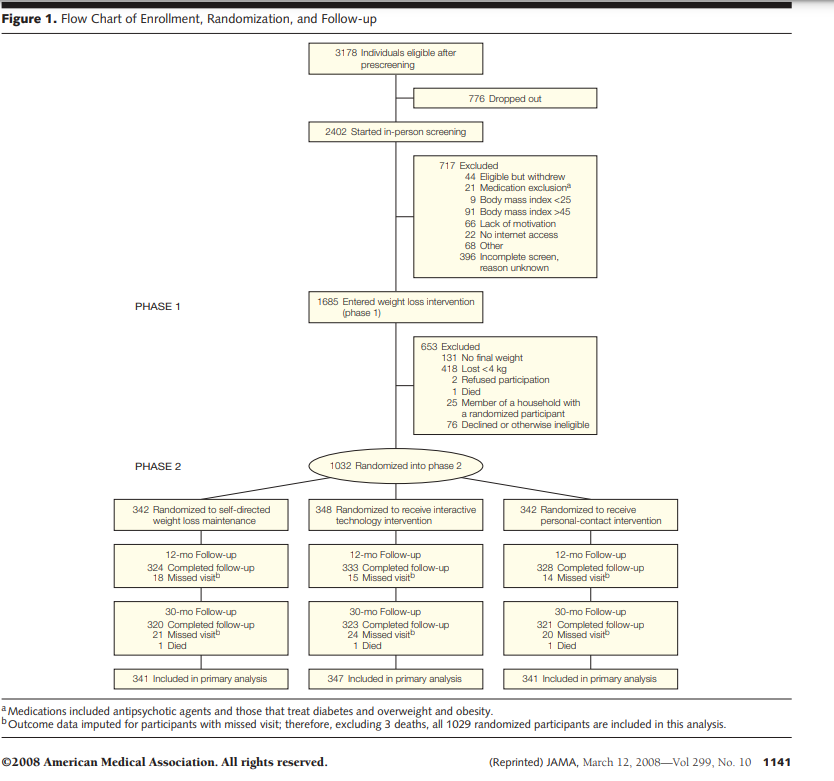 Figure 1. Flow Chart of Enrollment, Randomization, and Follow-up
3178 Individuals eligible after
prescreening
776 Dropped out
2402 Started in-person screening
717 Excluded
44 Eligible but withdrew
21 Medication exclusionᵃ
9 Body mass index <25
91 Body mass index >45
66 Lack of motivation
22 No internet access
68 Other
396 Incomplete screen,
reason unknown
PHASE 1
1685 Entered weight loss intervention
(phase 1)
653 Excluded
131 No final weight
418 Lost <4 kg
2 Refused participation
1 Died
25 Member of a household with
a randomized participant
76 Declined or otherwise ineligible
PHASE 2
1032 Randomized into phase 2
342 Randomized to self-directed
weight loss maintenance
348 Randomized to receive interactive
technology intervention
342 Randomized to receive
personal-contact intervention
12-mo Follow-up
324 Completed follow-up
18 Missed visitᵇ
12-mo Follow-up
333 Completed follow-up
15 Missed visitᵇ
12-mo Follow-up
328 Completed follow-up
14 Missed visitᵇ
30-mo Follow-up
320 Completed follow-up
21 Missed visitᵇ
1 Died
30-mo Follow-up
323 Completed follow-up
24 Missed visitᵇ
1 Died
30-mo Follow-up
321 Completed follow-up
20 Missed visitᵇ
1 Died
341 Included in primary analysis
347 Included in primary analysis
341 Included in primary analysis
ᵃMedications included antipsychotic agents and those that treat diabetes and overweight and obesity.
ᵇOutcome data imputed for participants with missed visit; therefore, excluding 3 deaths, all 1029 randomized participants are included in this analysis.
©2008 American Medical Association. All rights reserved.
(Reprinted) JAMA, March 12, 2008—Vol 299, No. 10 1141